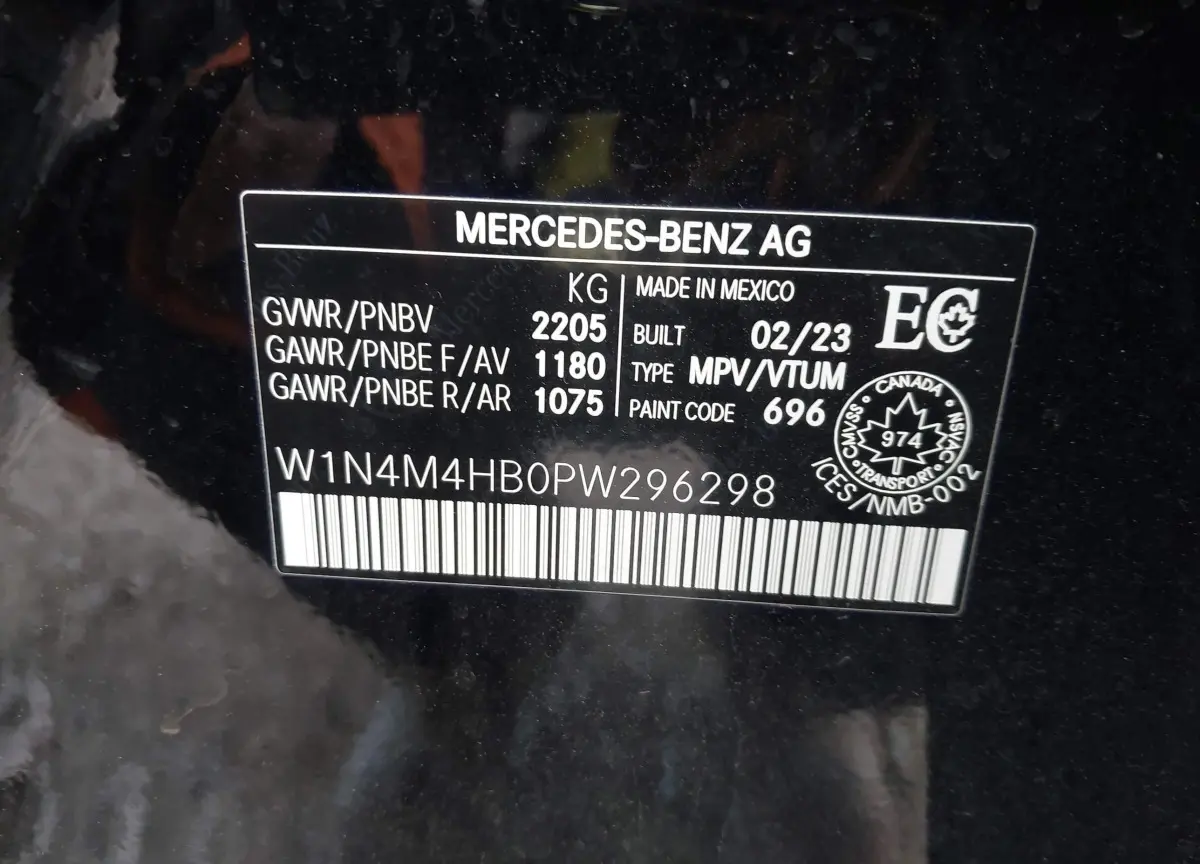 MERCEDES-BENZ AG
KG
GVWR/PNBV 2205
GAWR/PNBE F/AV 1180
GAWR/PNBE R/AR 1075
MADE IN MEXICO
BUILT 02/23
TYPE MPV/VTUM
PAINT CODE 696
EC
CANADA
CMVSS NSVAC
974
TRANSPORT
ICES/NMB-002
W1N4M4HB0PW296298